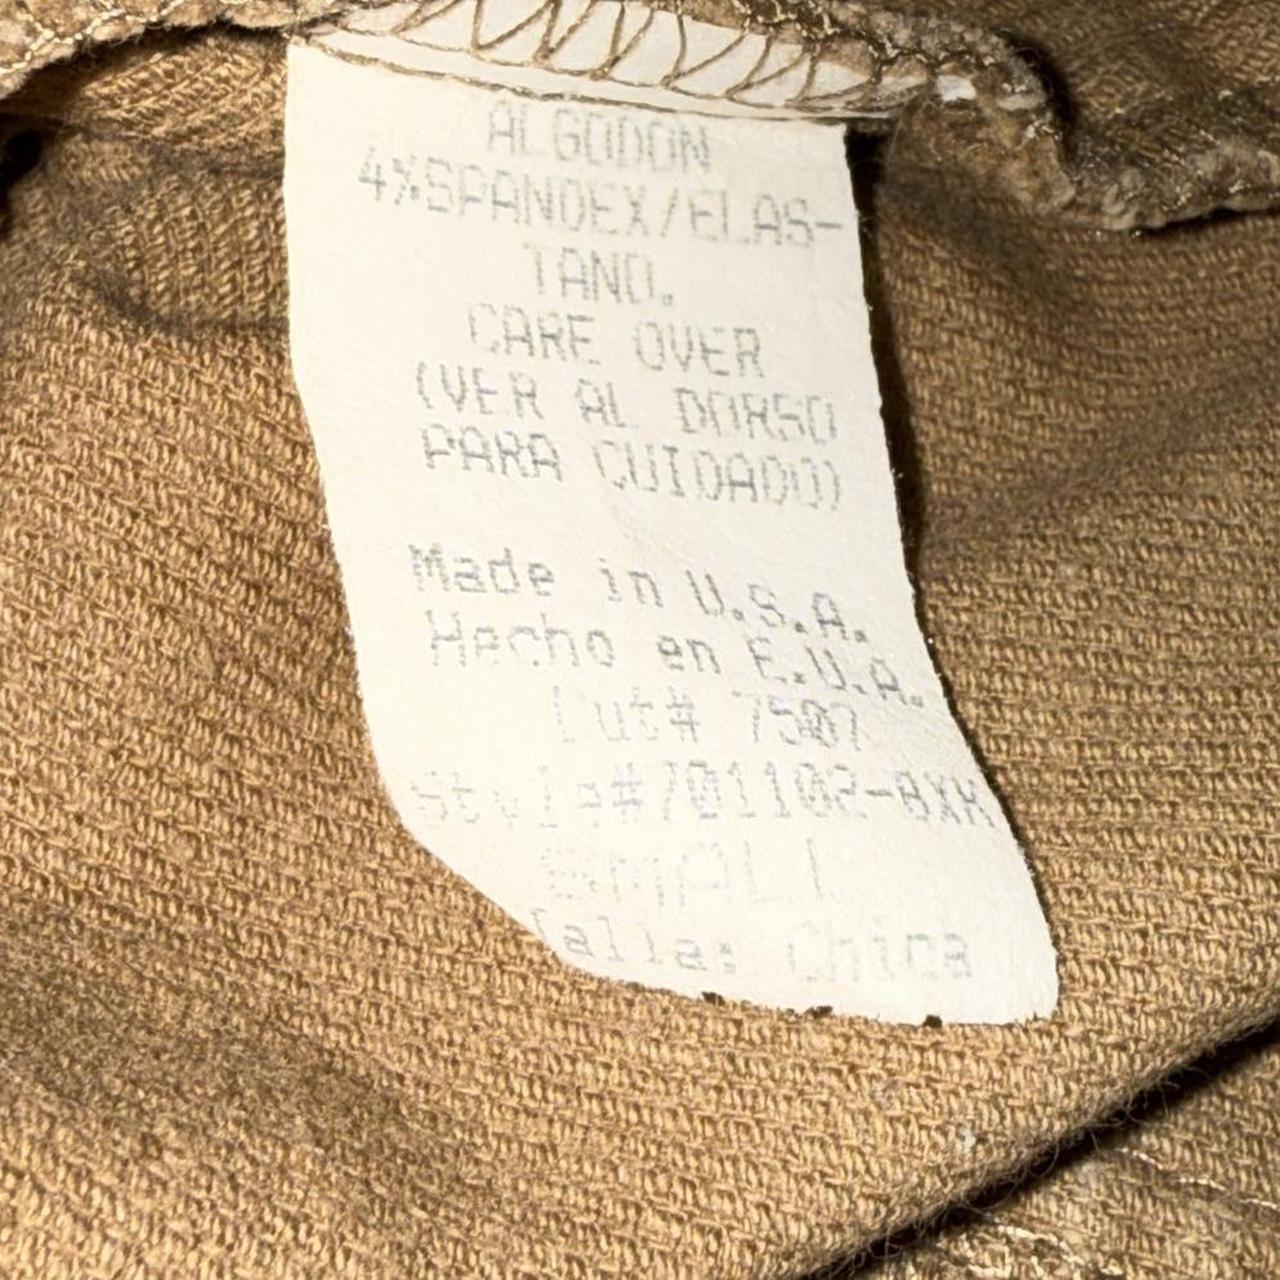 ALGODON
4%SPANDEX/ELAS-
TANO.
CARE OVER
(VER AL DORSO
PARA CUIDADO)
Made in U.S.A.
Hecho en E.U.A.
Cut# 7507
Style#701102-BXK
SMALL
Talla: Chica